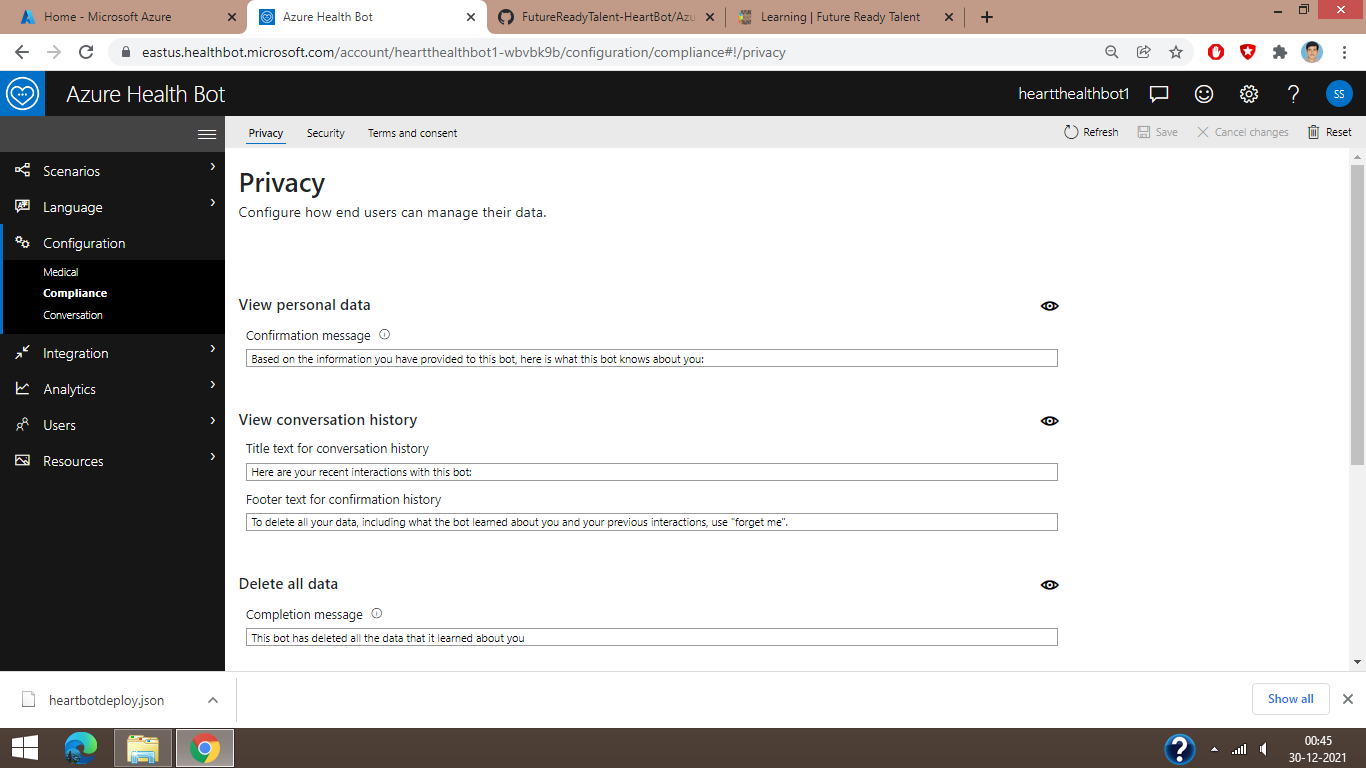 Home - Microsoft Azure
Azure Health Bot
FutureReadyTalent-HeartBot/Azu
Learning | Future Ready Talent
eastus.healthbot.microsoft.com/account/heartthealthbot1-wbvbk9b/configuration/compliance#!/privacy
Azure Health Bot
heartthealthbot1
SS
Privacy
Security
Terms and consent
Refresh
Save
Cancel changes
Reset
Scenarios
Language
Configuration
Medical
Compliance
Conversation
Integration
Analytics
Users
Resources
Privacy
Configure how end users can manage their data.
View personal data
Confirmation message
Based on the information you have provided to this bot, here is what this bot knows about you:
View conversation history
Title text for conversation history
Here are your recent interactions with this bot:
Footer text for confirmation history
To delete all your data, including what the bot learned about you and your previous interactions, use "forget me".
Delete all data
Completion message
This bot has deleted all the data that it learned about you
heartbotdeploy.json
Show all
00:45
30-12-2021